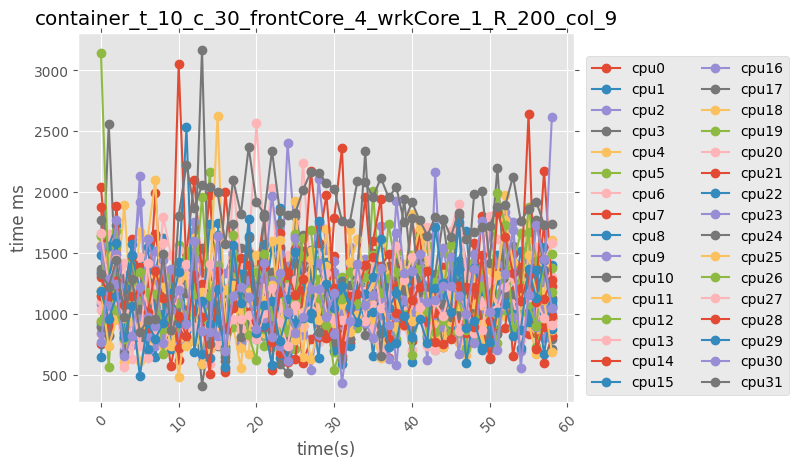 container_t_10_c_30_frontCore_4_wrkCore_1_R_200_col_9
time ms
3000
2500
2000
1500
1000
500
0
10
20
30
40
50
60
time(s)
cpu0
cpu1
cpu2
cpu3
cpu4
cpu5
cpu6
cpu7
cpu8
cpu9
cpu10
cpu11
cpu12
cpu13
cpu14
cpu15
cpu16
cpu17
cpu18
cpu19
cpu20
cpu21
cpu22
cpu23
cpu24
cpu25
cpu26
cpu27
cpu28
cpu29
cpu30
cpu31